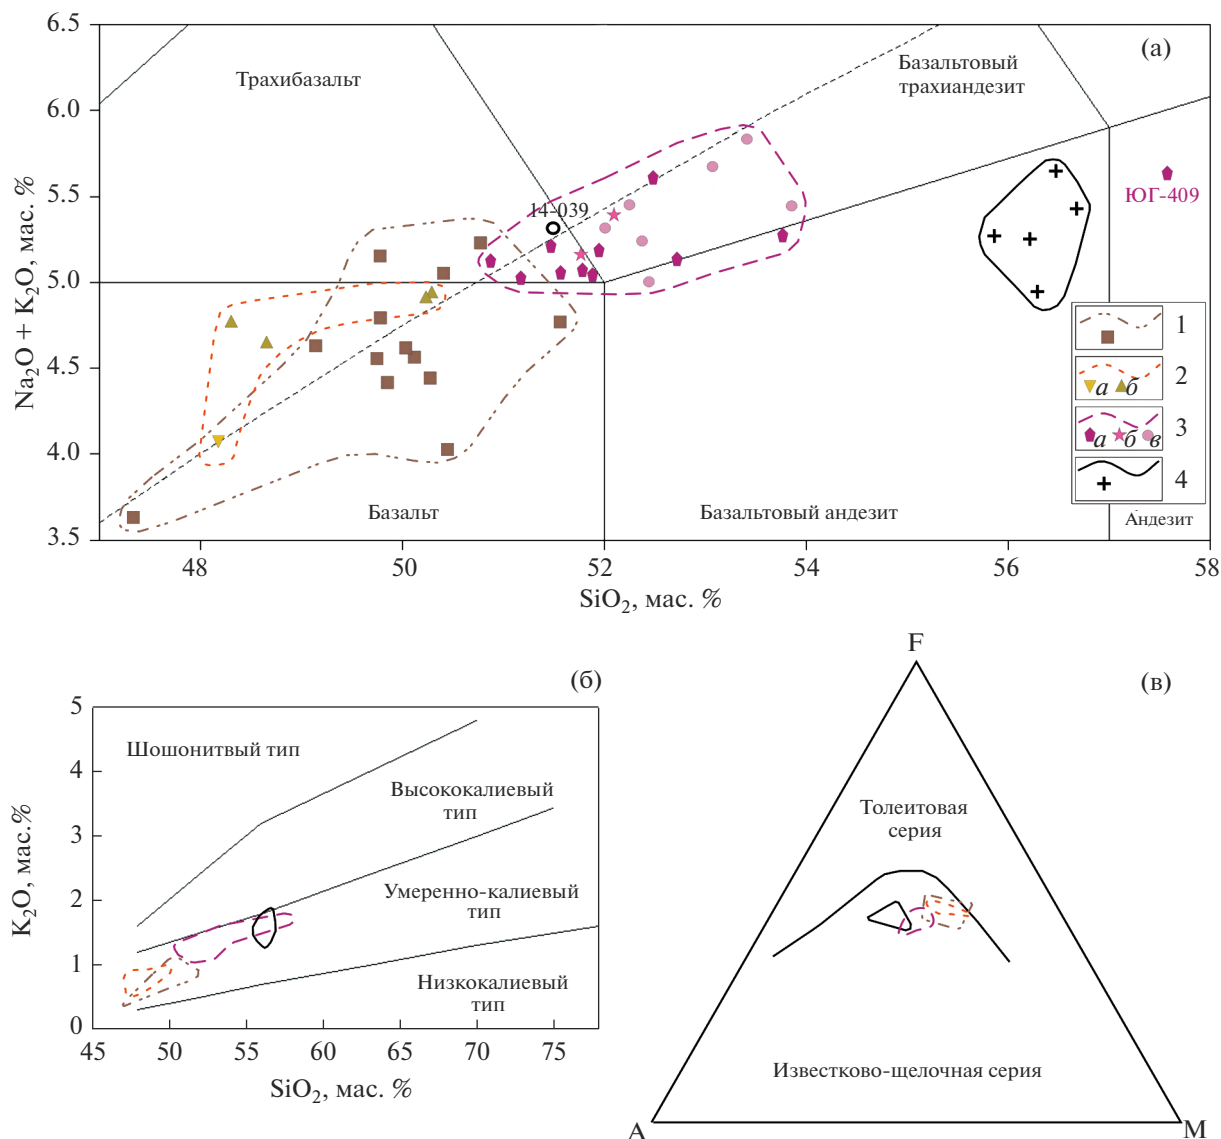 (а)
6.5
6.0
5.5
5.0
4.5
4.0
3.5
Na₂O + K₂O, мас. %
Трахибазальт
Базальтовый
трахиандезит
14-039
ЮГ-409
1
а б 2
а б в 3
4
Базальт
Базальтовый андезит
Андезит
48 50 52 54 56 58
SiO₂, мас. %
(б)
5
4
3
2
1
0
K₂O, мас.%
Шошонитвый тип
Высококалиевый
тип
Умеренно-калиевый
тип
Низкокалиевый
тип
45 50 55 60 65 70 75
SiO₂, мас. %
(в)
F
Толеитовая
серия
Известково-щелочная серия
A M